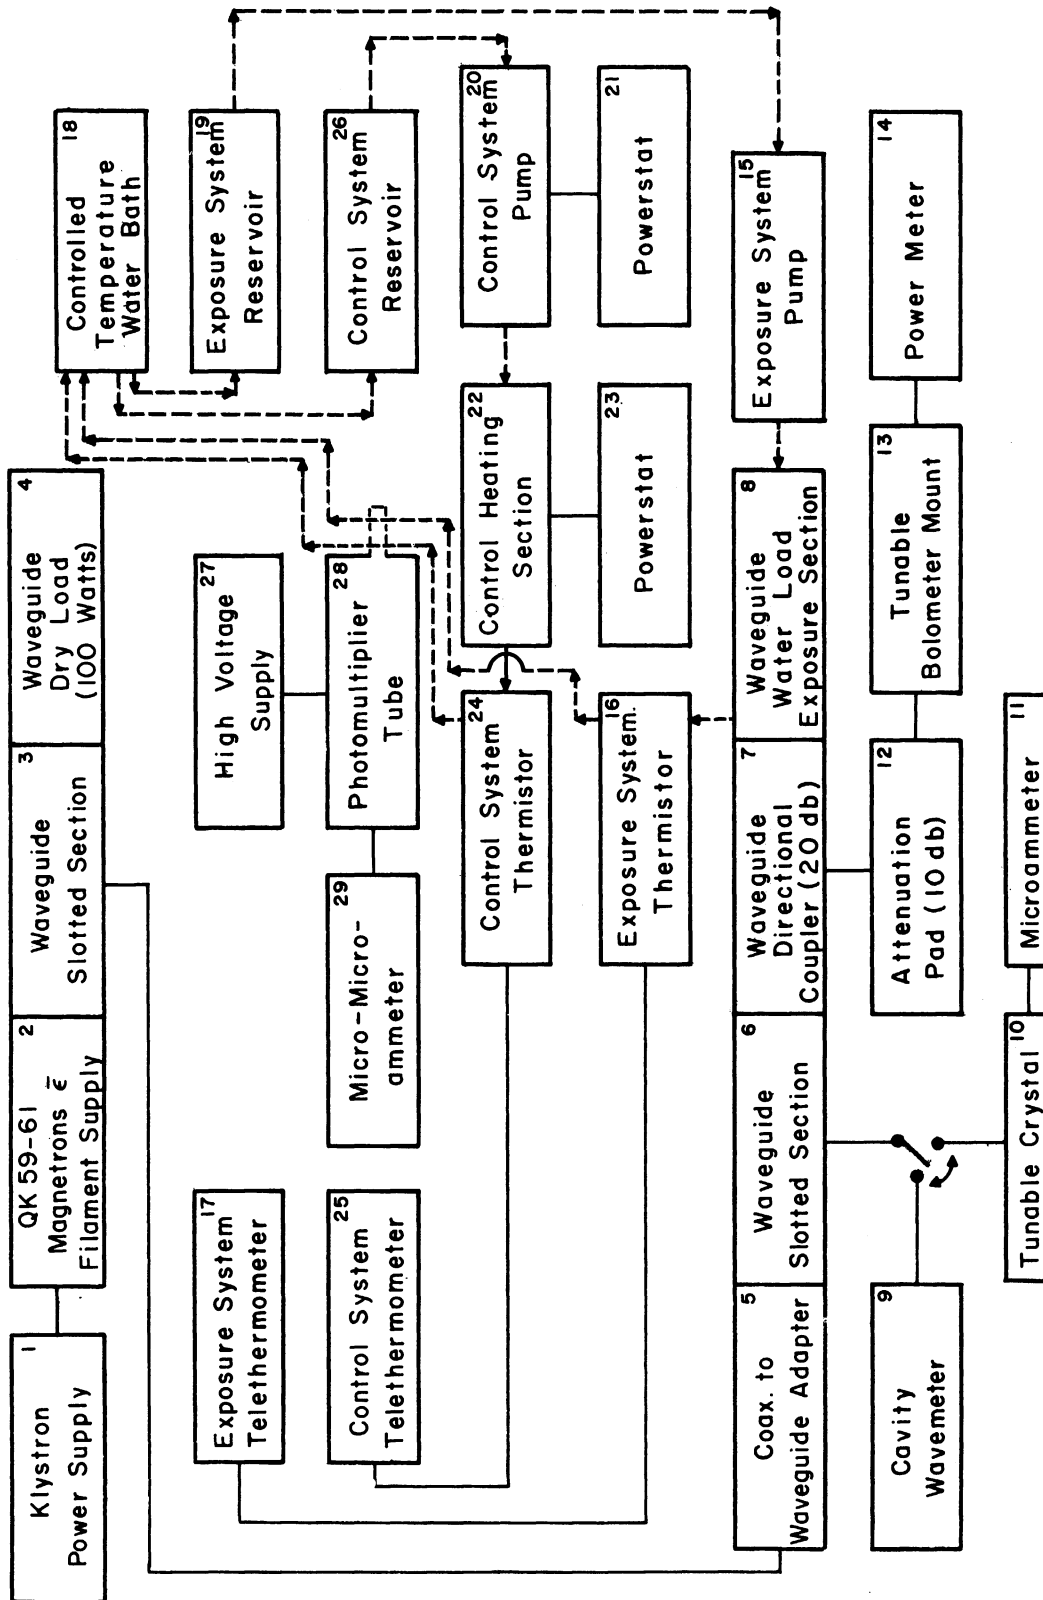 1
Klystron
Power Supply
2
QK 59-61
Magnetrons ε̄
Filament Supply
3
Waveguide
Slotted Section
4
Waveguide
Dry Load
(100 Watts)
17
Exposure System
Telethermometer
27
High Voltage
Supply
18
Controlled
Temperature
Water Bath
19
Exposure System
Reservoir
25
Control System
Telethermometer
29
Micro-Micro-
ammeter
28
Photomultiplier
Tube
26
Control System
Reservoir
24
Control System
Thermistor
22
Control Heating
Section
20
Control System
Pump
16
Exposure System.
Thermistor
23
Powerstat
21
Powerstat
5
Coax. to
Waveguide Adapter
6
Waveguide
Slotted Section
7
Waveguide
Directional
Coupler (20 db)
8
Waveguide
Water Load
Exposure Section
15
Exposure System
Pump
9
Cavity
Wavemeter
12
Attenuation
Pad (10 db)
13
Tunable
Bolometer Mount
14
Power Meter
10
Tunable Crystal
11
Microammeter